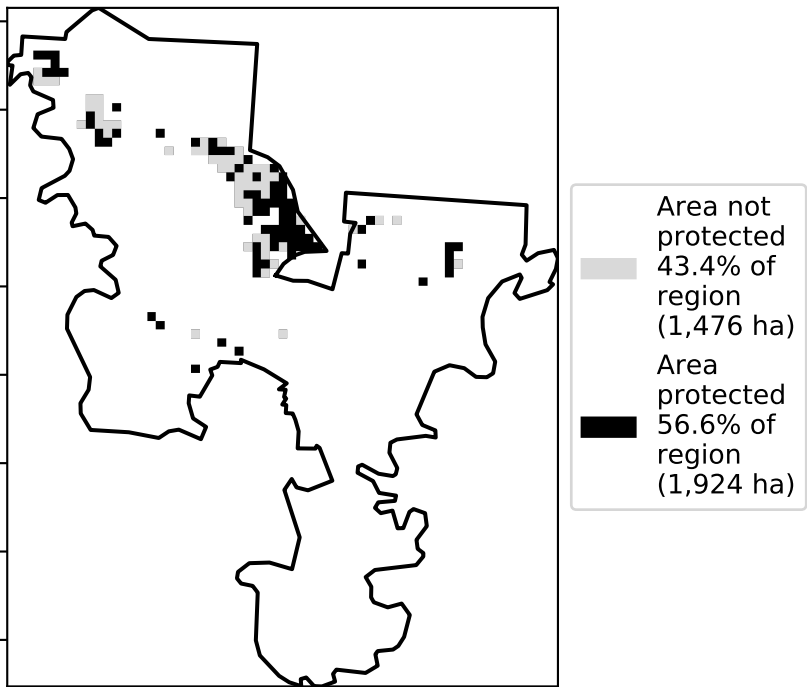 Area not
protected
43.4% of
region
(1,476 ha)
Area
protected
56.6% of
region
(1,924 ha)